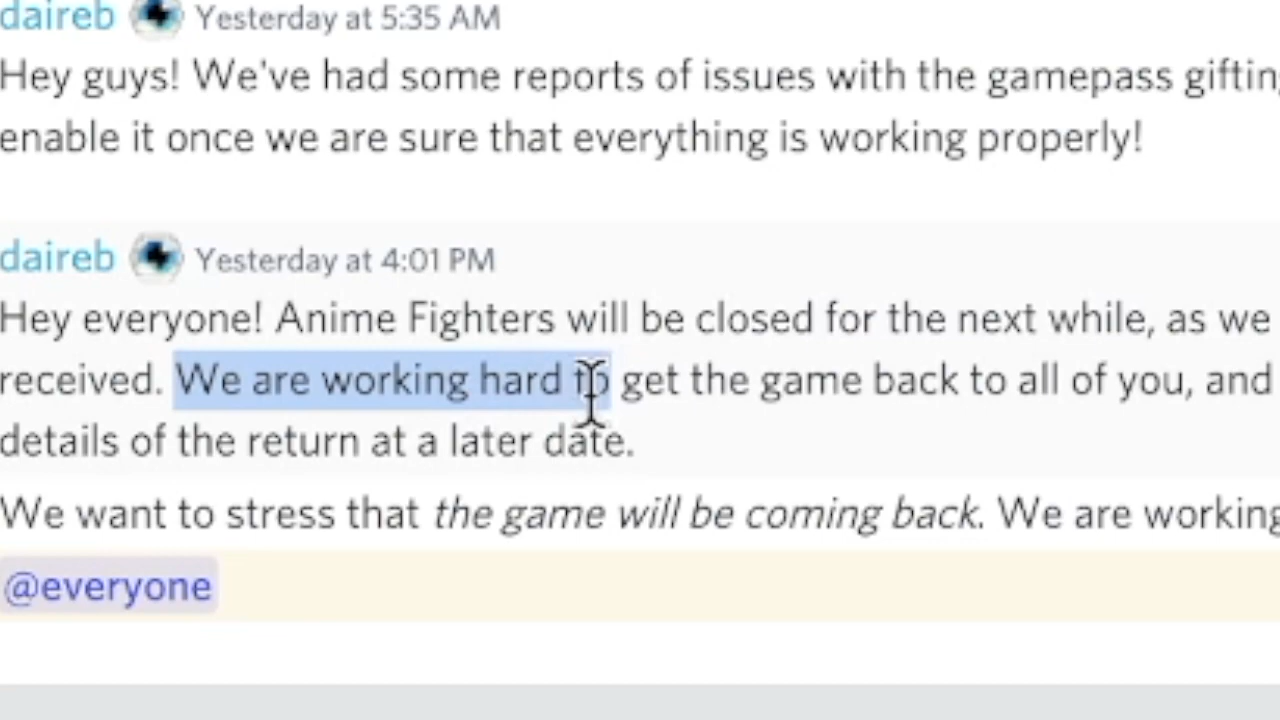 daireb Yesterday at 5:35 AM
Hey guys! We've had some reports of issues with the gamepass gifting
enable it once we are sure that everything is working properly!
daireb Yesterday at 4:01 PM
Hey everyone! Anime Fighters will be closed for the next while, as we
received. We are working hard to get the game back to all of you, and
details of the return at a later date.
We want to stress that the game will be coming back. We are working
@everyone